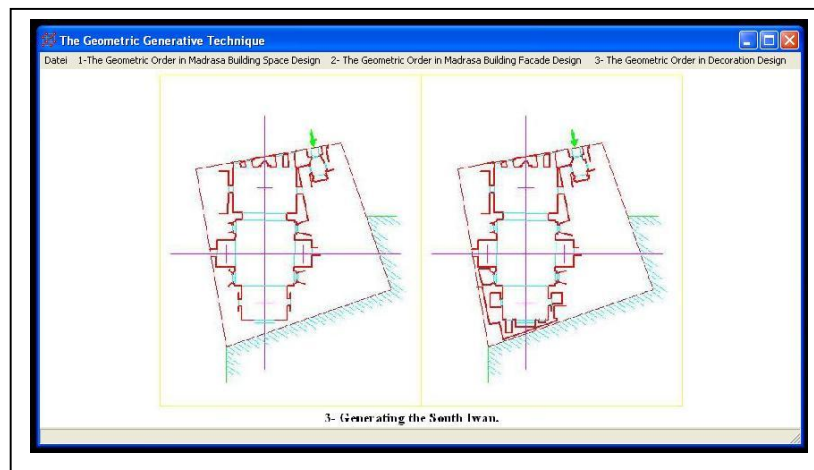 The Geometric Generative Technique
Datei 1-The Geometric Order in Madrasa Building Space Design 2- The Geometric Order in Madrasa Building Facade Design 3- The Geometric Order in Decoration Design
3- Generating the South Iwan.